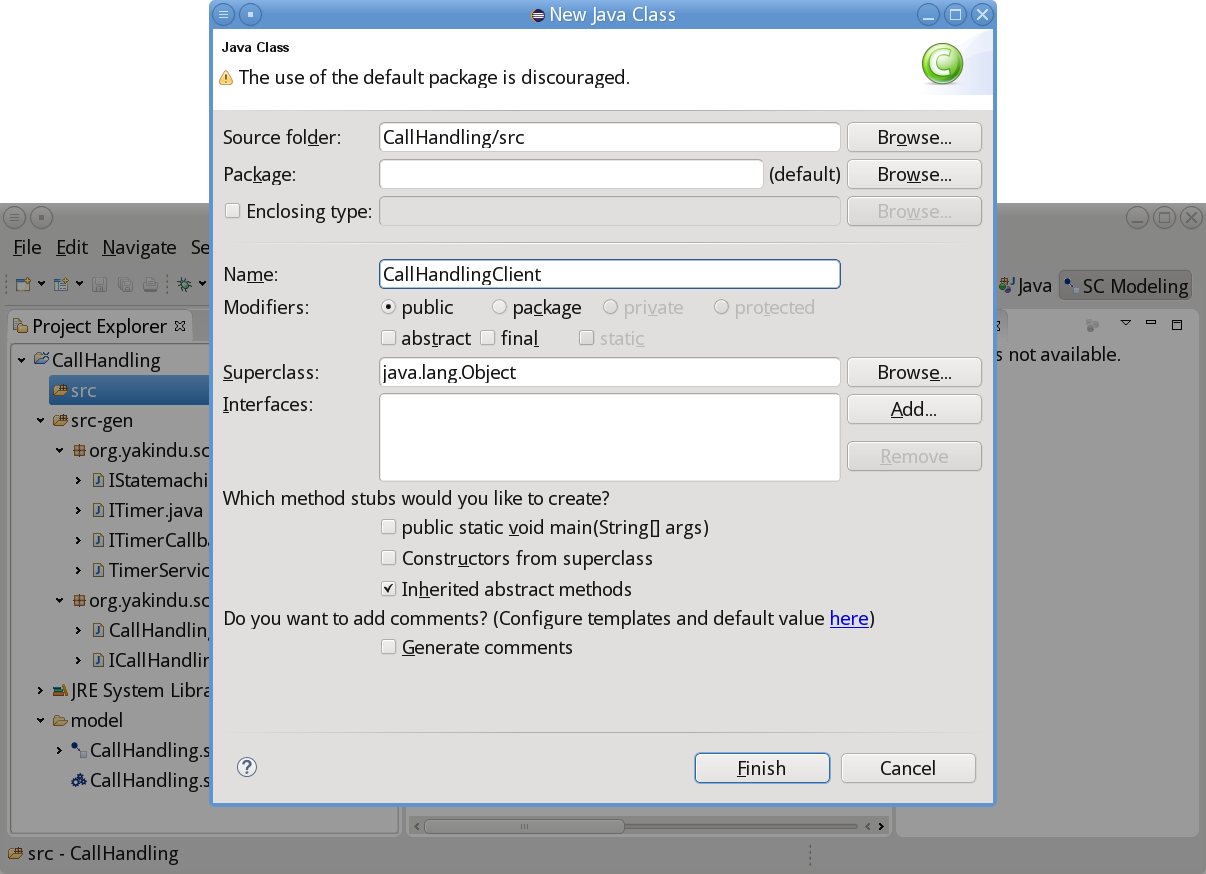 New Java Class
Java Class
The use of the default package is discouraged.
Source folder: CallHandling/src Browse...
Package: (default) Browse...
Enclosing type: Browse...
Name: CallHandlingClient
Modifiers: public package private protected
abstract final static
Superclass: java.lang.Object Browse...
Interfaces: Add...
Remove
Which method stubs would you like to create?
public static void main(String[] args)
Constructors from superclass
Inherited abstract methods
Do you want to add comments? (Configure templates and default value here)
Generate comments
Finish Cancel
File Edit Navigate Se
Java SC Modeling
Project Explorer
s not available.
CallHandling
src
src-gen
org.yakindu.sc
IStatemachi
ITimer.java
ITimerCallba
TimerServic
org.yakindu.sc
CallHandling
ICallHandlin
JRE System Libra
model
CallHandling.s
CallHandling.s
src - CallHandling